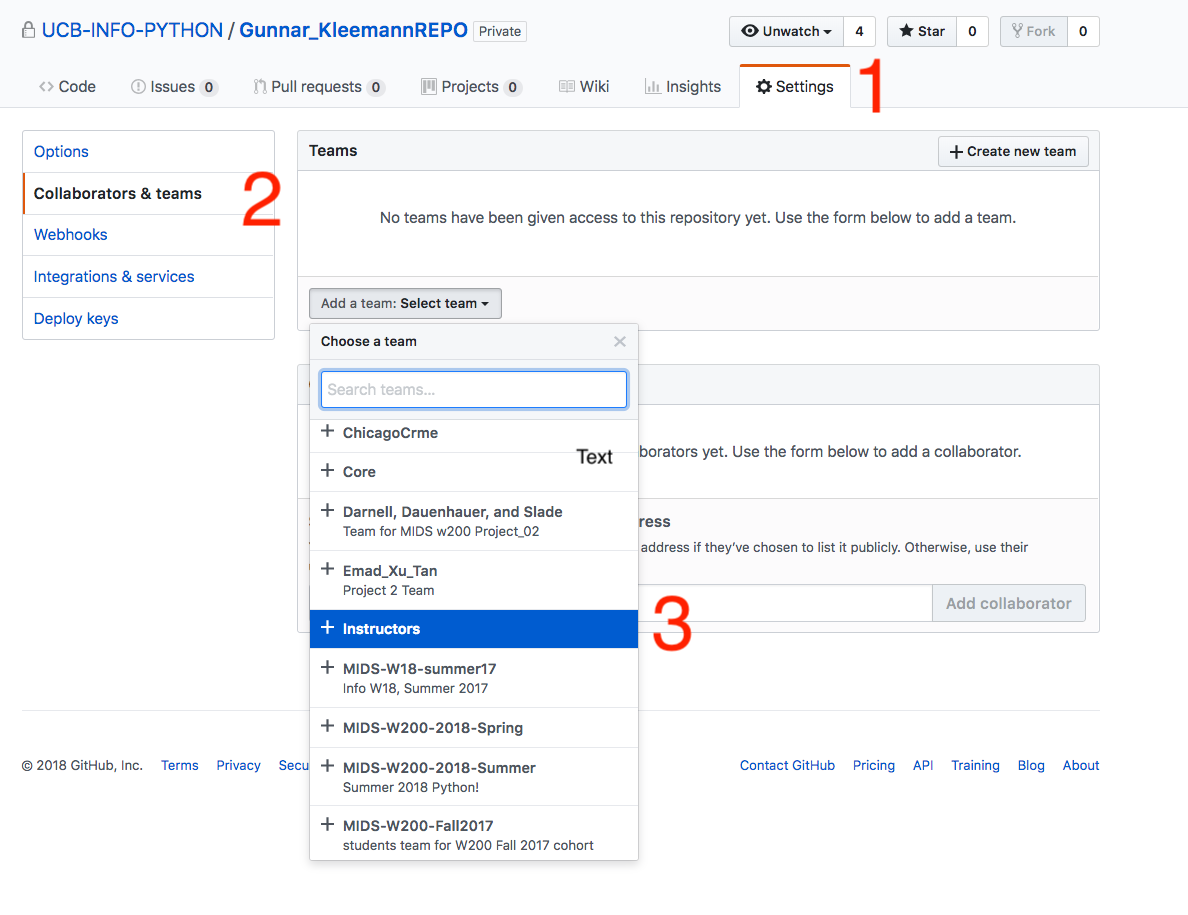 UCB-INFO-PYTHON / Gunnar_KleemannREPO Private
Unwatch 4 Star 0 Fork 0
Code Issues 0 Pull requests 0 Projects 0 Wiki Insights Settings 1
Options
Collaborators & teams 2
Webhooks
Integrations & services
Deploy keys
Teams
Create new team
No teams have been given access to this repository yet. Use the form below to add a team.
Add a team: Select team
Choose a team
Search teams...
ChicagoCrme
Text
borators yet. Use the form below to add a collaborator.
Core
Darnell, Dauenhauer, and Slade
ress
Team for MIDS w200 Project_02
address if they've chosen to list it publicly. Otherwise, use their
Emad_Xu_Tan
Project 2 Team
Add collaborator
Instructors 3
MIDS-W18-summer17
Info W18, Summer 2017
MIDS-W200-2018-Spring
MIDS-W200-2018-Summer
Summer 2018 Python!
MIDS-W200-Fall2017
students team for W200 Fall 2017 cohort
© 2018 GitHub, Inc. Terms Privacy Secu
Contact GitHub Pricing API Training Blog About